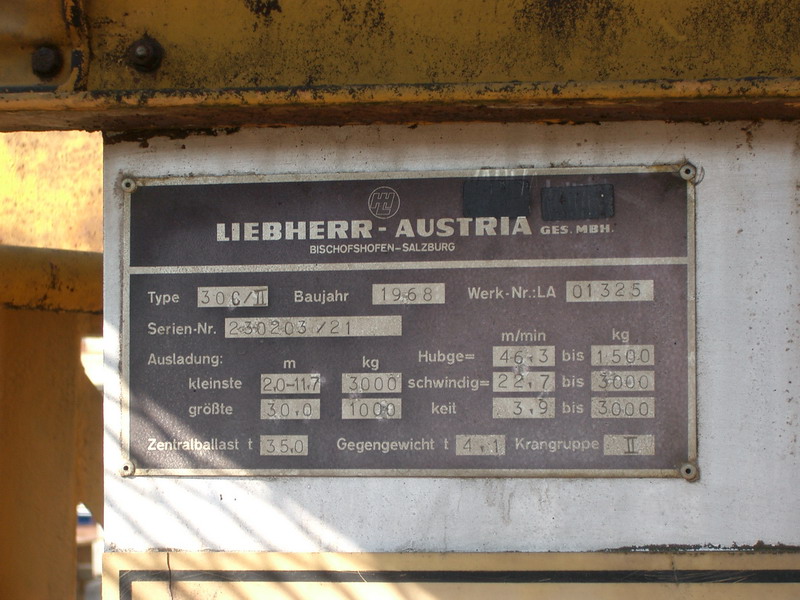 LIEBHERR-AUSTRIA GES. MBH.
BISCHOFSHOFEN-SALZBURG
Type 30C/II Baujahr 1968 Werk-Nr.: LA 01325
Serien-Nr. 230203/21
m/min kg
Ausladung: m kg Hubge= 46,3 bis 1500
kleinste 2,0-11,7 3000 schwindig= 22,7 bis 3000
größte 30,0 1000 keit 3,9 bis 3000
Zentralballast t 35,0 Gegengewicht t 4,1 Krangruppe II